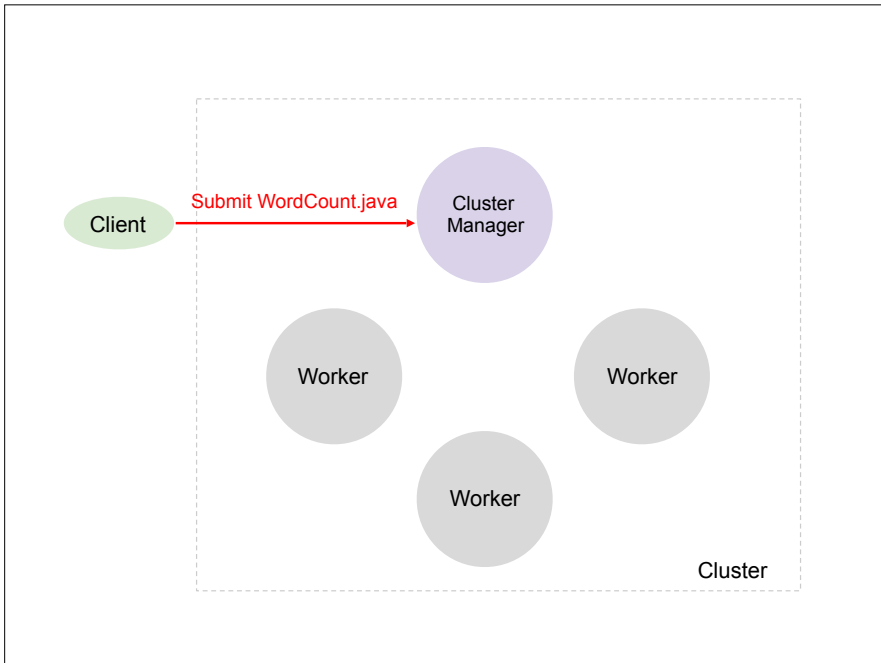 Submit WordCount.java
Client
Cluster
Manager
Worker
Worker
Worker
Cluster